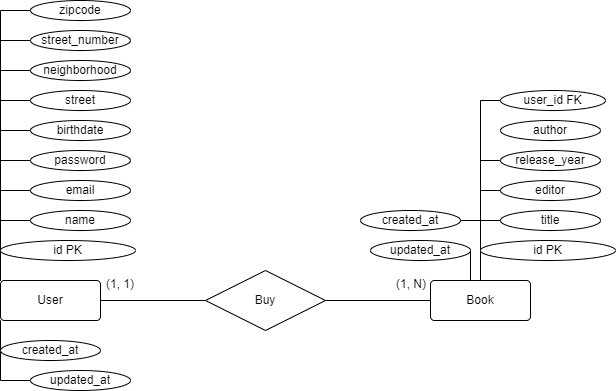 zipcode
street_number
neighborhood
street
user_id FK
birthdate
author
password
release_year
email
editor
name
created_at
title
id PK
updated_at
id PK
(1, 1)
(1, N)
User
Buy
Book
created_at
updated_at